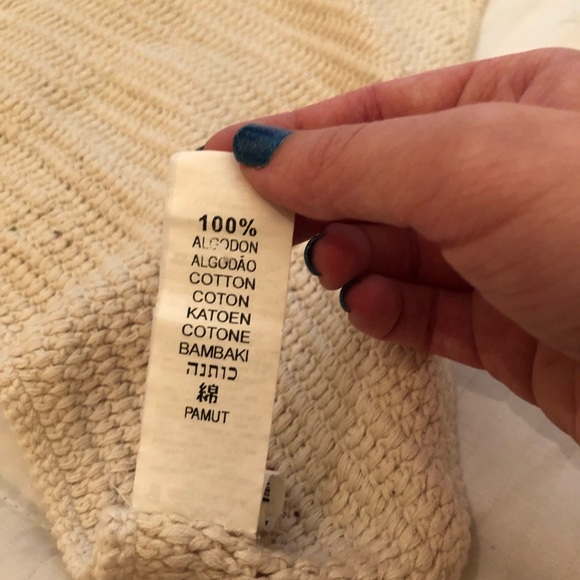 100%
ALGODON
ALGODÃO
COTTON
COTON
KATOEN
COTONE
BAMBAKI
כותנה
綿
PAMUT